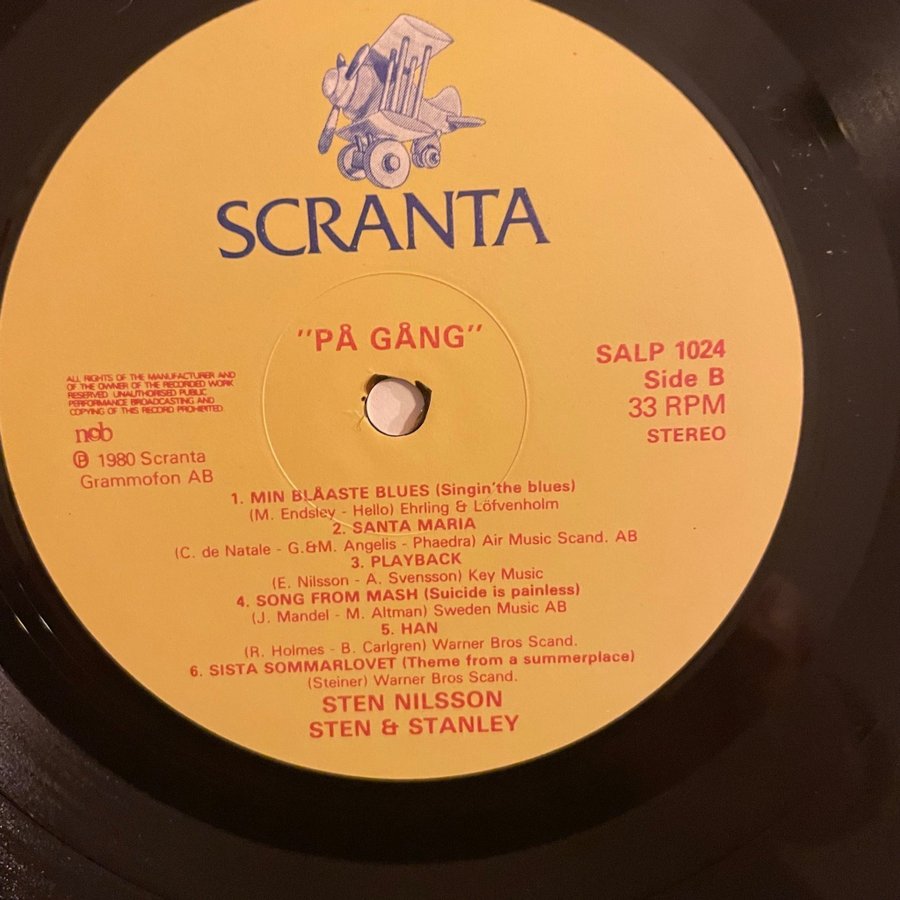 SCRANTA
"PÅ GÅNG"
ALL RIGHTS OF THE MANUFACTURER AND
OF THE OWNER OF THE RECORDED WORK
RESERVED UNAUTHORISED PUBLIC
PERFORMANCE BROADCASTING AND
COPYING OF THIS RECORD PROHIBITED
ncb
Ⓟ 1980 Scranta
Grammofon AB
SALP 1024
Side B
33 RPM
STEREO
1. MIN BLÅASTE BLUES (Singin'the blues)
(M. Endsley - Hello) Ehrling & Löfvenholm
2. SANTA MARIA
(C. de Natale - G.&M. Angelis - Phaedra) Air Music Scand. AB
3. PLAYBACK
(E. Nilsson - A. Svensson) Key Music
4. SONG FROM MASH (Suicide is painless)
(J. Mandel - M. Altman) Sweden Music AB
5. HAN
(R. Holmes - B. Carlgren) Warner Bros Scand.
6. SISTA SOMMARLOVET (Theme from a summerplace)
(Steiner) Warner Bros Scand.
STEN NILSSON
STEN & STANLEY